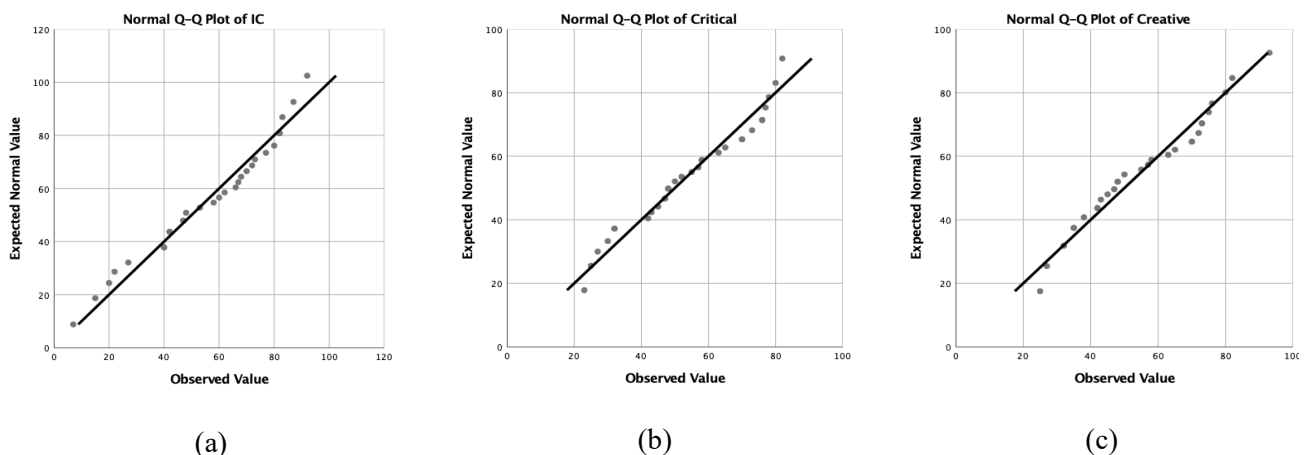 Normal Q-Q Plot of IC
120
100
80
60
40
20
0
0 20 40 60 80 100 120
Expected Normal Value
Observed Value
(a)
Normal Q-Q Plot of Critical
100
80
60
40
20
0
0 20 40 60 80 100
Expected Normal Value
Observed Value
(b)
Normal Q-Q Plot of Creative
100
80
60
40
20
0
0 20 40 60 80 100
Expected Normal Value
Observed Value
(c)